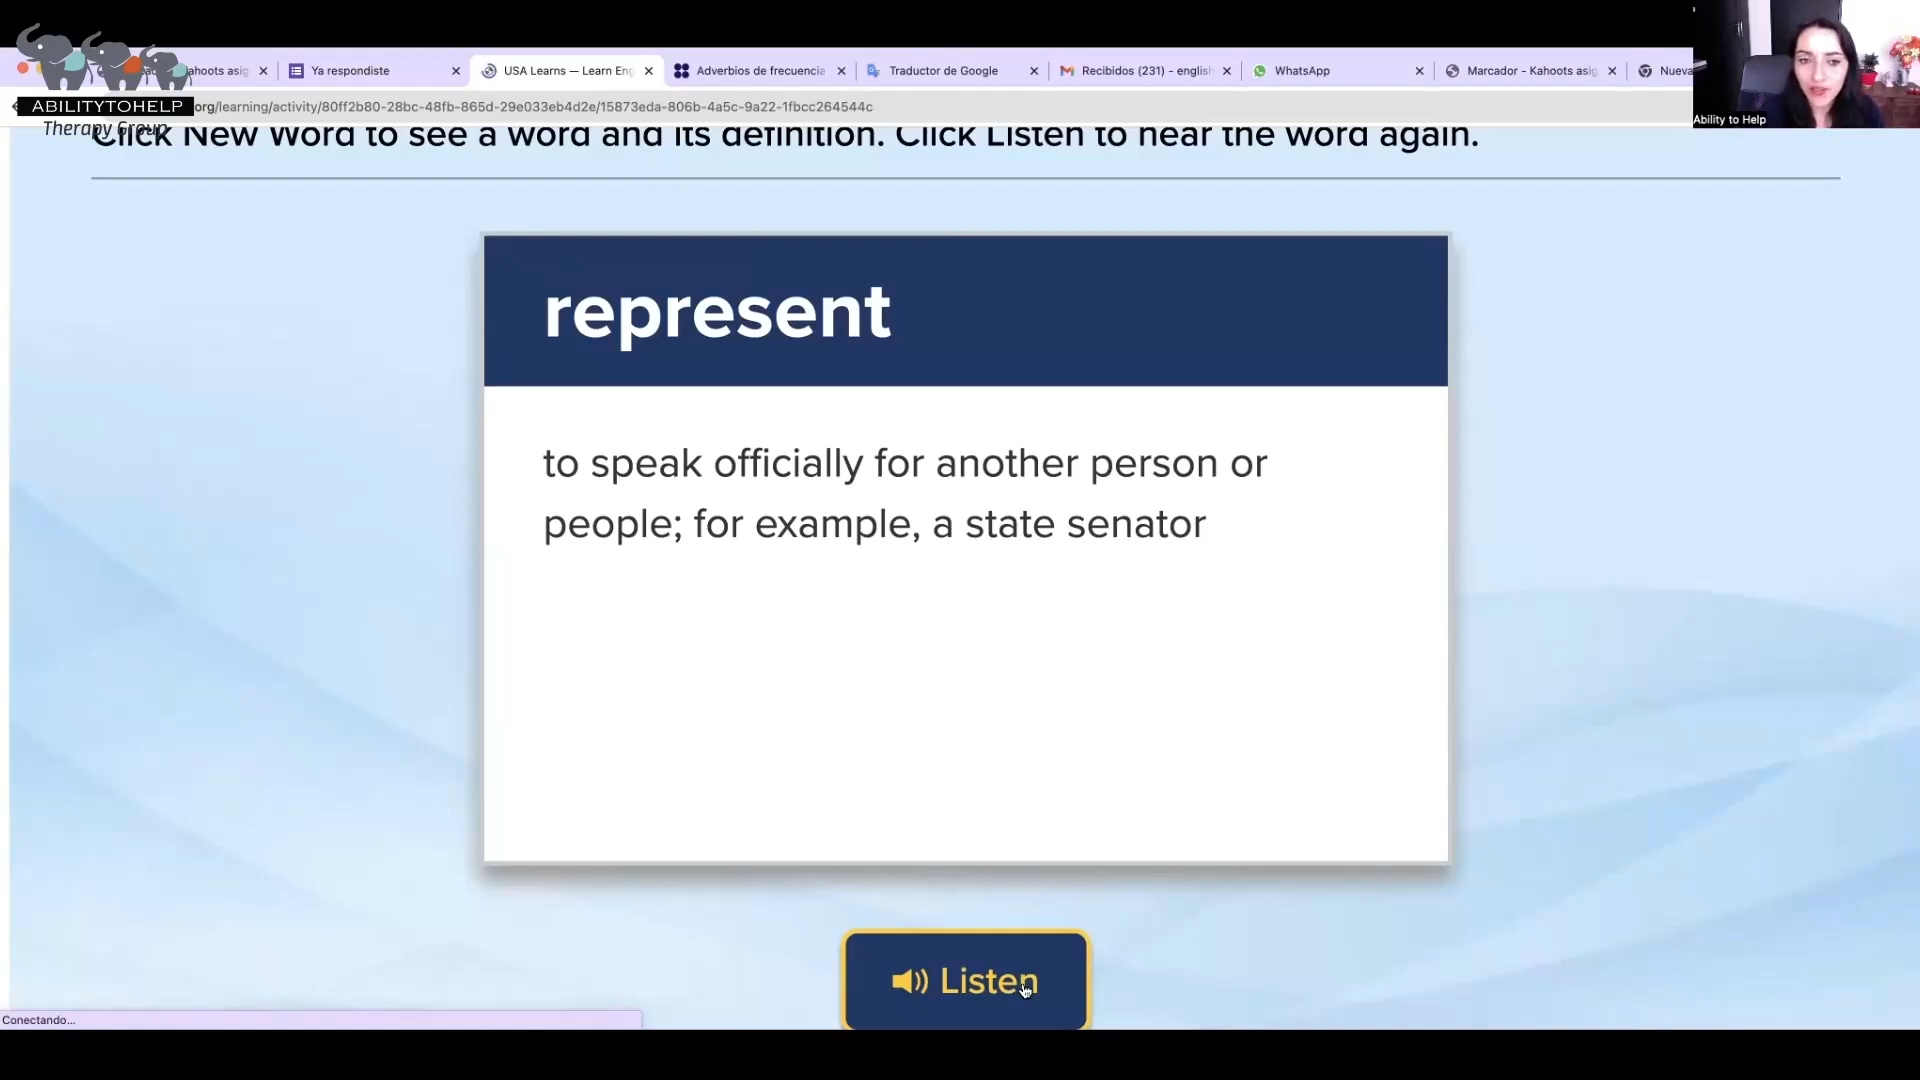 ahoots asig
Ya respondiste
USA Learns — Learn Eng
Adverbios de frecuencia
Traductor de Google
Recibidos (231) - english
WhatsApp
Marcador - Kahoots asig
Nueva
ABILITYTOHELP
Therapy Group
org/learning/activity/80ff2b80-28bc-48fb-865d-29e033eb4d2e/15873eda-806b-4a5c-9a22-1fbcc264544c
Ability to Help
Click New Word to see a word and its definition. Click Listen to hear the word again.
represent
to speak officially for another person or
people; for example, a state senator
Listen
Conectando...